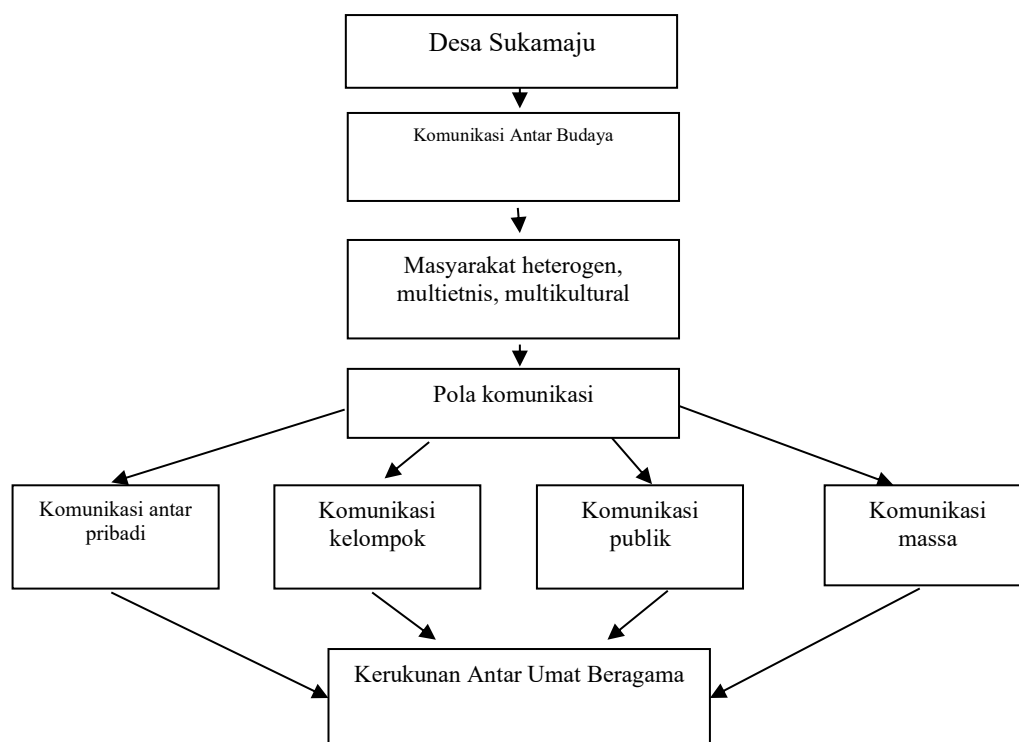 Desa Sukamaju
Komunikasi Antar Budaya
Masyarakat heterogen,
multietnis, multikultural
Pola komunikasi
Komunikasi antar
pribadi
Komunikasi
kelompok
Komunikasi
publik
Komunikasi
massa
Kerukunan Antar Umat Beragama